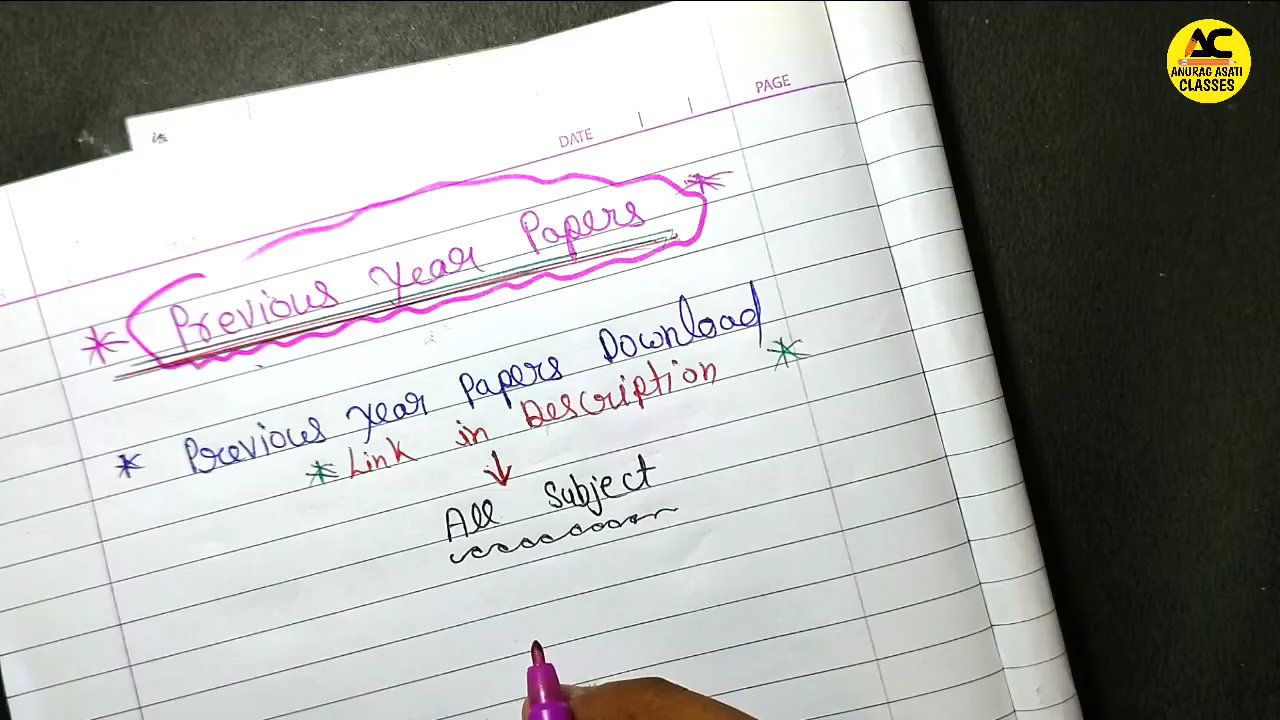 AC
ANURAG ASATI
CLASSES
PAGE
DATE
* Previous Year Papers *
* Previous Year Papers Download
* Link in Description *
All Subject